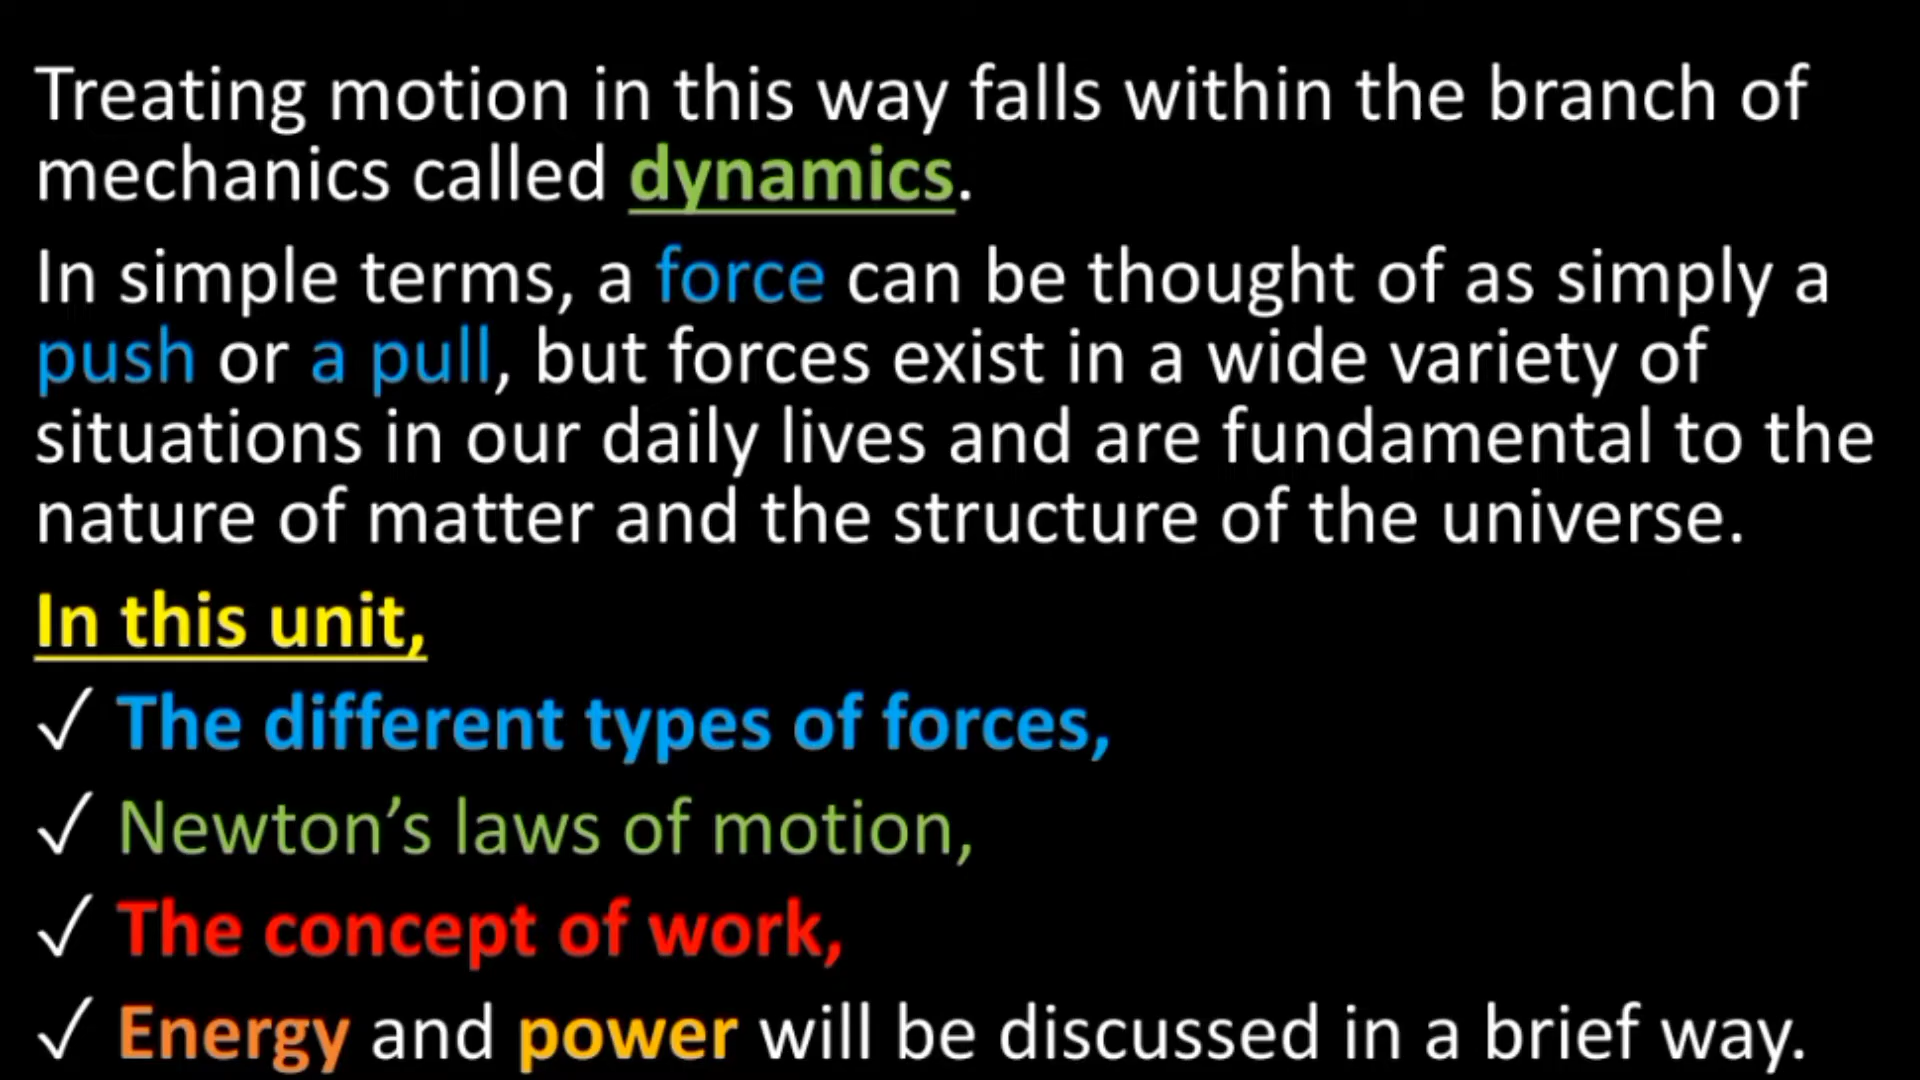 Treating motion in this way falls within the branch of
mechanics called dynamics.
In simple terms, a force can be thought of as simply a
push or a pull, but forces exist in a wide variety of
situations in our daily lives and are fundamental to the
nature of matter and the structure of the universe.
In this unit,
✓ The different types of forces,
✓ Newton’s laws of motion,
✓ The concept of work,
✓ Energy and power will be discussed in a brief way.